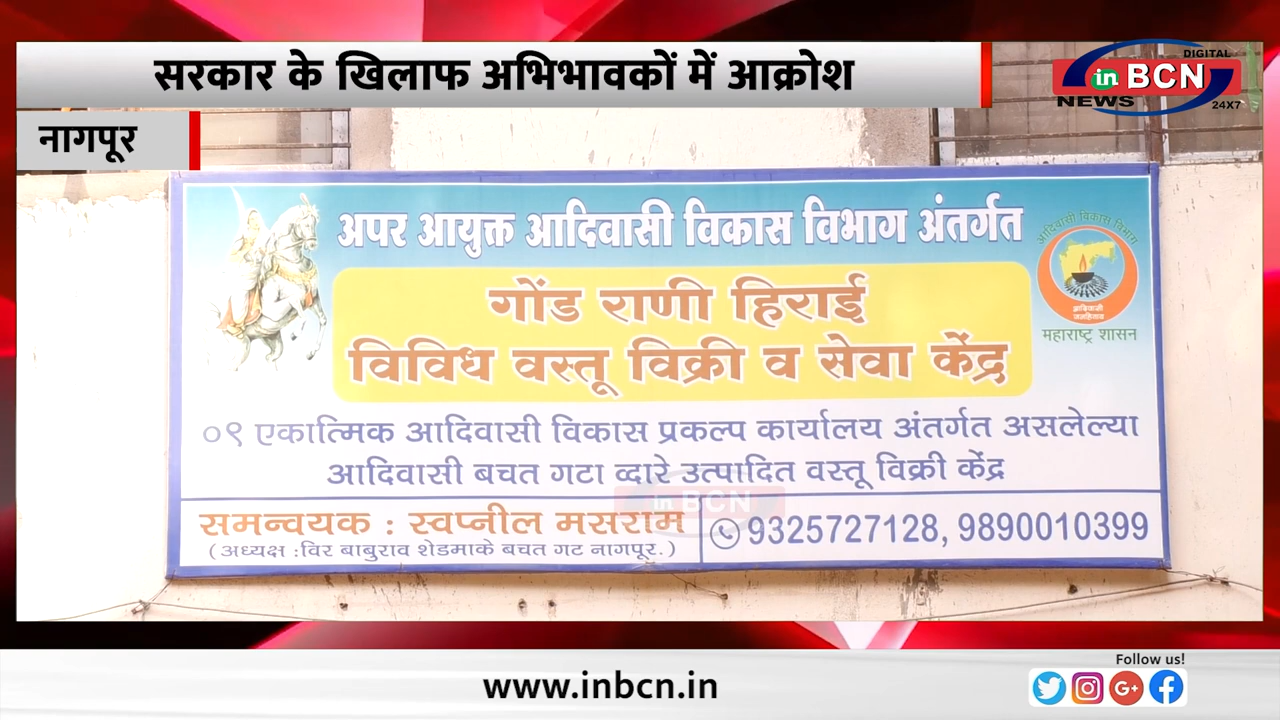 सरकार के खिलाफ अभिभावकों में आक्रोश
DIGITAL
in BCN
NEWS
24X7
नागपूर
अपर आयुक्त आदिवासी विकास विभाग अंतर्गत
गोंड राणी हिराई
विविध वस्तू विक्री व सेवा केंद्र
आदिवासी विकास विभाग
महाराष्ट्र शासन
०९ एकात्मिक आदिवासी विकास प्रकल्प कार्यालय अंतर्गत असलेल्या
आदिवासी बचत गटा व्दारे उत्पादित वस्तू विक्री केंद्र
in BCN
समन्वयक : स्वप्नील मसराम
(अध्यक्ष :विर बाबुराव शेडमाके बचत गट नागपूर.)
9325727128, 9890010399
Follow us!
www.inbcn.in